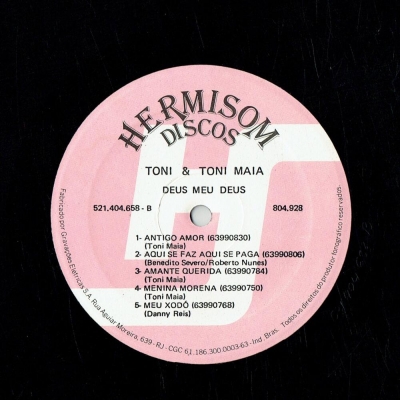 HERMISOM
DISCOS
TONI & TONI MAIA
DEUS MEU DEUS
521.404.658 - B
804.928
1- ANTIGO AMOR (63990830)
(Toni Maia)
2- AQUI SE FAZ AQUI SE PAGA (63990806)
(Benedito Severo/Roberto Nunes)
3- AMANTE QUERIDA (63990784)
(Toni Maia)
4- MENINA MORENA (63990750)
(Toni Maia)
5- MEU XODÔ (63990768)
(Danny Reis)
Fabricado por Gravações Elétricas S.A. Rua Aguiar Moreira, 639 - RJ - CGC 61.186.300.0003-63 - Ind. Bras. Todos os direitos do produtor fonográfico reservados.